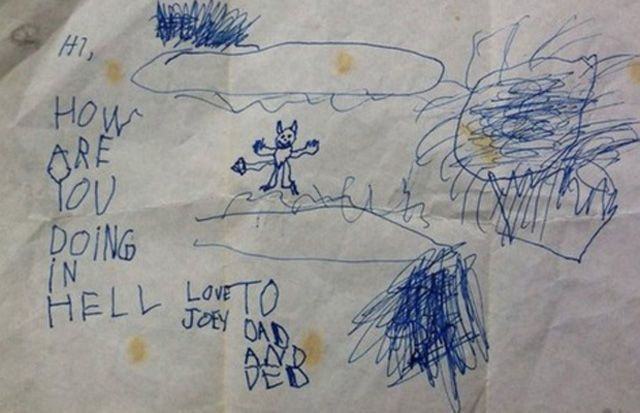 HI,
HOW
ARE
YOU
DOING
IN
HELL
LOVE
JOEY
TO
DAD
AND
DEB